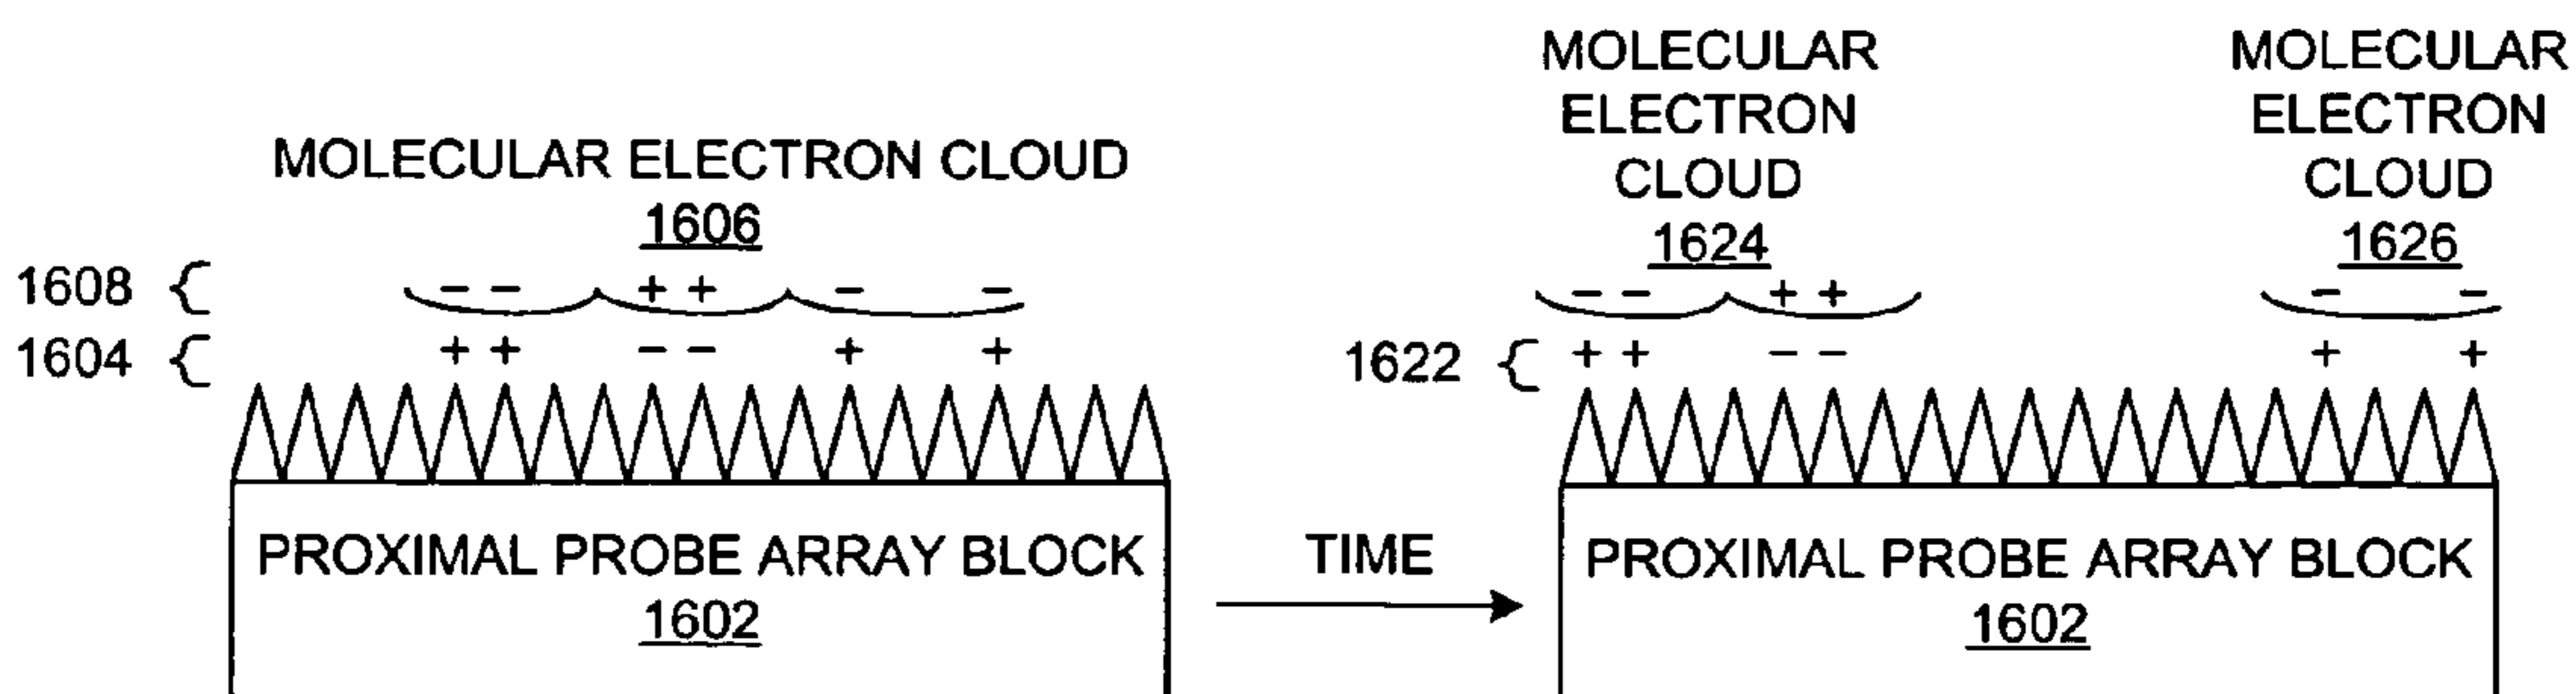 MOLECULAR ELECTRON CLOUD
1606
1608 { − − + + − −
1604 { + + − − + +
PROXIMAL PROBE ARRAY BLOCK
1602
TIME
MOLECULAR
ELECTRON
CLOUD
1624
− − + +
MOLECULAR
ELECTRON
CLOUD
1626
− −
1622 { + + − − + +
PROXIMAL PROBE ARRAY BLOCK
1602